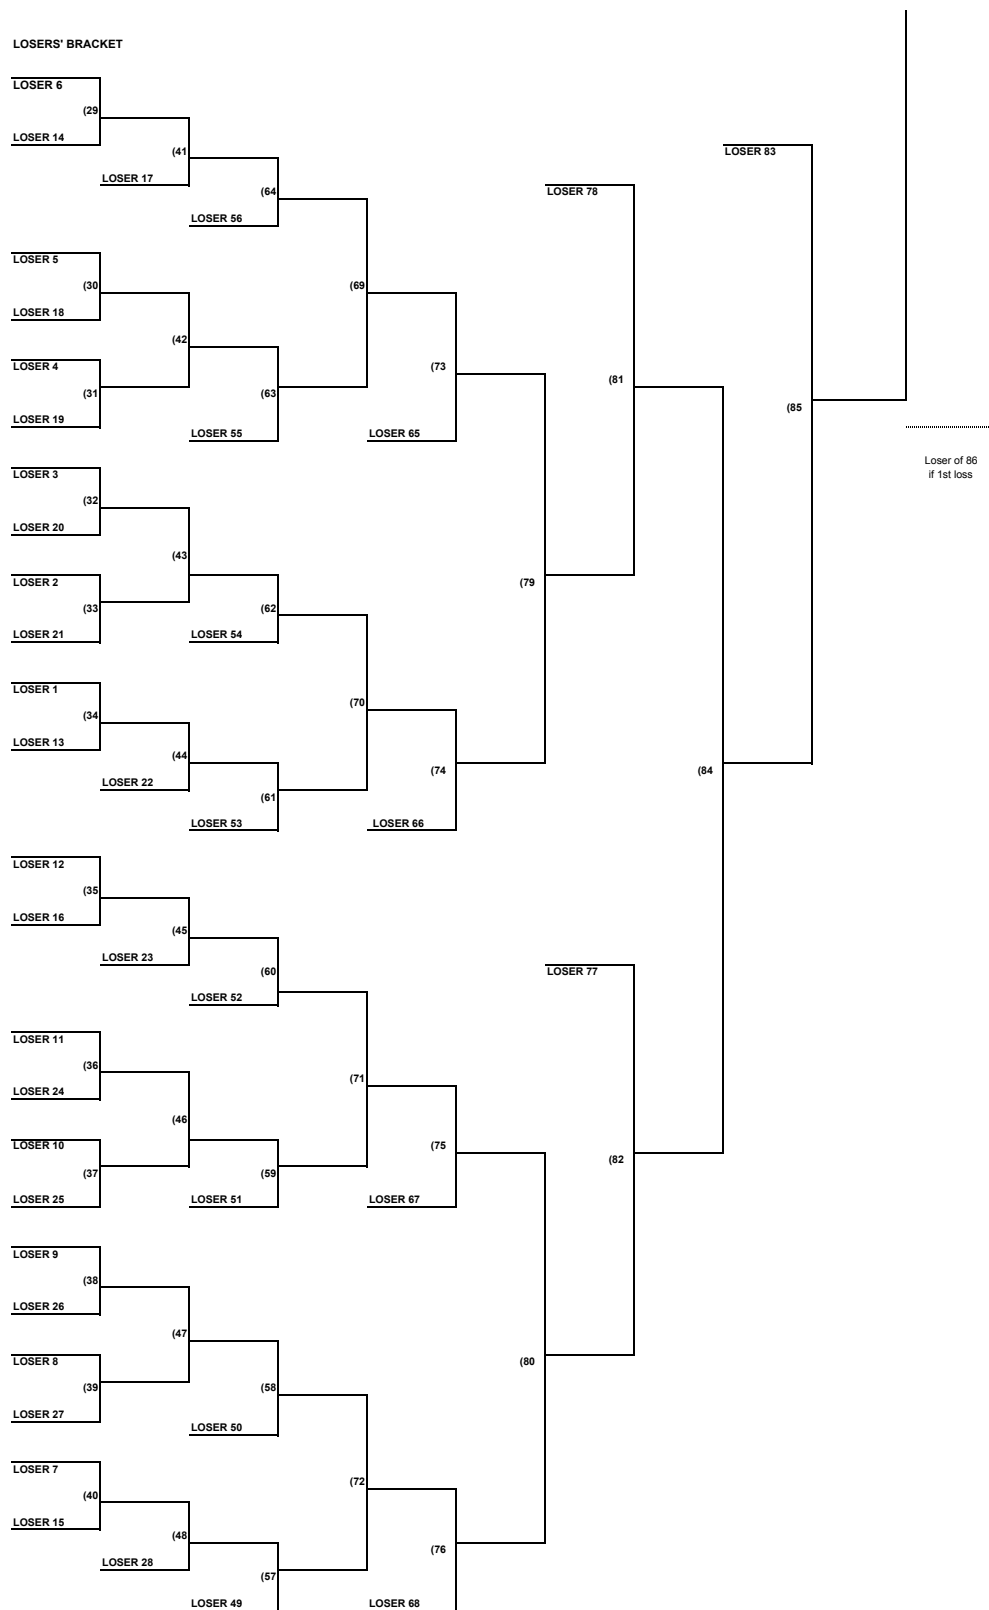 LOSERS' BRACKET
LOSER 6
(29
LOSER 14
(41
LOSER 17
(64
LOSER 56
LOSER 5
(30
LOSER 18
(42
LOSER 4
(31
LOSER 19
(63
LOSER 55
(69
(73
LOSER 65
LOSER 3
(32
LOSER 20
(43
LOSER 2
(33
LOSER 21
(62
LOSER 54
LOSER 1
(34
LOSER 13
(44
LOSER 22
(61
LOSER 53
(70
(74
LOSER 66
(79
LOSER 78
(81
LOSER 83
(85
Loser of 86
if 1st loss
(84
LOSER 12
(35
LOSER 16
(45
LOSER 23
(60
LOSER 52
LOSER 11
(36
LOSER 24
(46
LOSER 10
(37
LOSER 25
(59
LOSER 51
(71
(75
LOSER 67
LOSER 77
(82
LOSER 9
(38
LOSER 26
(47
LOSER 8
(39
LOSER 27
(58
LOSER 50
(80
LOSER 7
(40
LOSER 15
(48
LOSER 28
(57
LOSER 49
(72
(76
LOSER 68